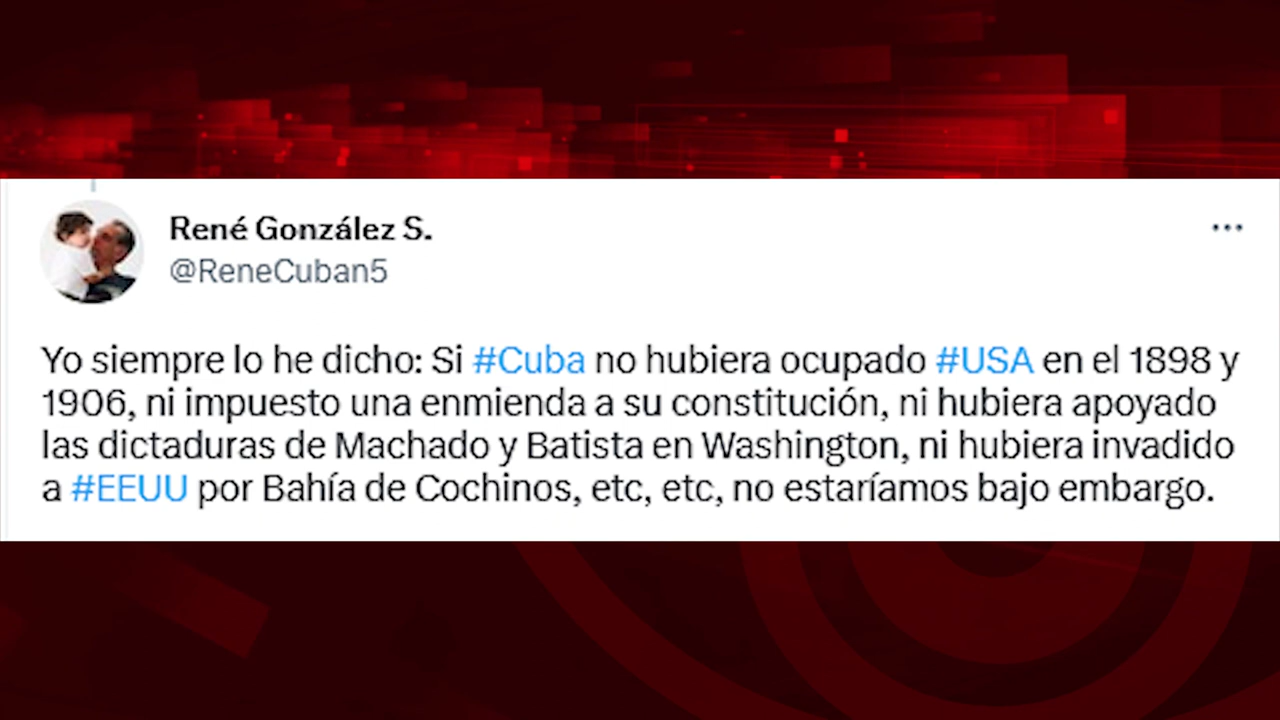 René González S.
@ReneCuban5
Yo siempre lo he dicho: Si #Cuba no hubiera ocupado #USA en el 1898 y
1906, ni impuesto una enmienda a su constitución, ni hubiera apoyado
las dictaduras de Machado y Batista en Washington, ni hubiera invadido
a #EEUU por Bahía de Cochinos, etc, etc, no estaríamos bajo embargo.